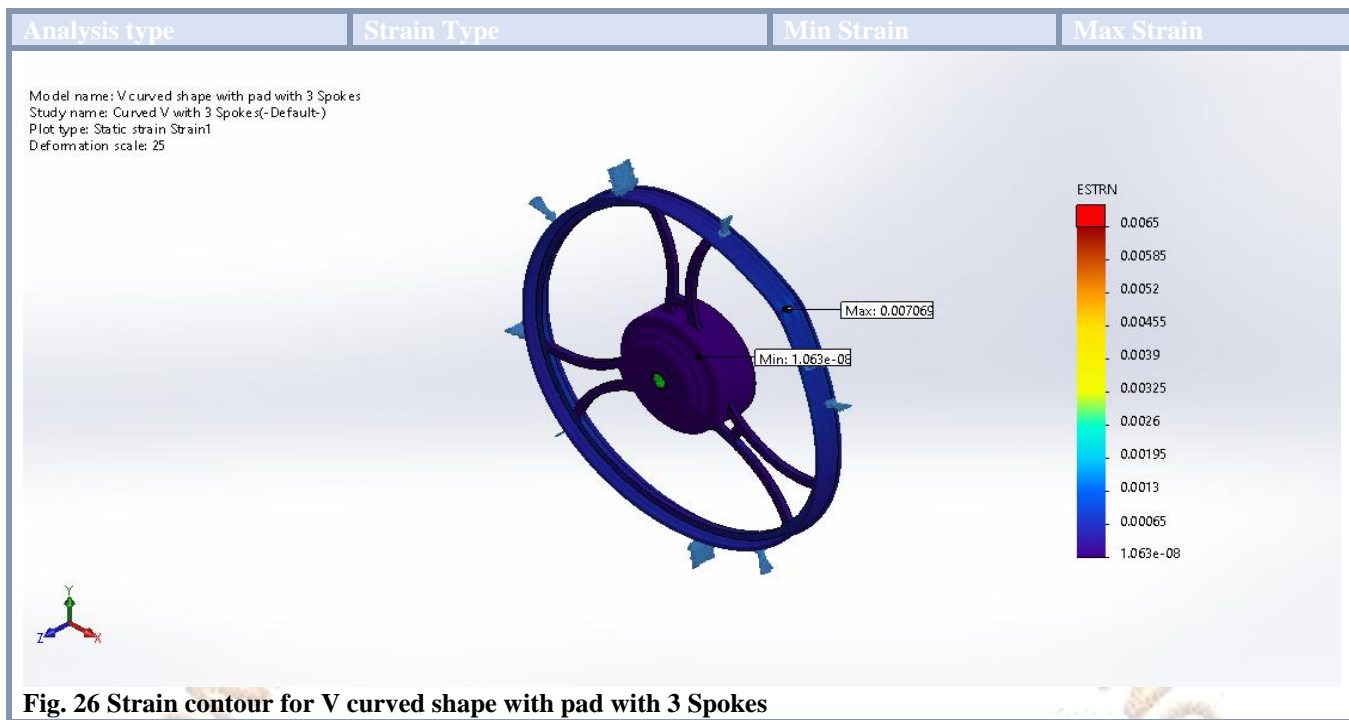 Analysis type Strain Type Min Strain Max Strain
Model name: V curved shape with pad with 3 Spokes
Study name: Curved V with 3 Spokes(-Default-)
Plot type: Static strain Strain1
Deformation scale: 25
ESTRN
0.0065
0.00585
0.0052
0.00455
0.0039
0.00325
0.0026
0.00195
0.0013
0.00065
1.063e-08
Max: 0.007069
Min: 1.063e-08
Y
Z
X
Fig. 26 Strain contour for V curved shape with pad with 3 Spokes